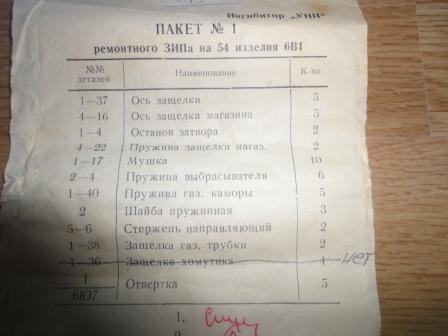 Ингибитор „УНИ"
ПАКЕТ № 1
ремонтного ЗИПа на 54 изделия 6В1
№№ деталей Наименование К-во
1—37 Ось защелки 5
4—16 Ось защелки магазина 5
1—4 Останов затвора 2
4—22 Пружина защелки магаз. 2
1—17 Мушка 10
2—4 Пружина выбрасывателя 6
1—40 Пружина газ. каморы 5
2 Шайба пружинная 3
5—6 Стержень направляющий 2
1—38 Защелка газ. трубки 2
1—36 Защелка хомутика 4 НЕТ
1
6Ю7 Отвертка 5
1.
2.